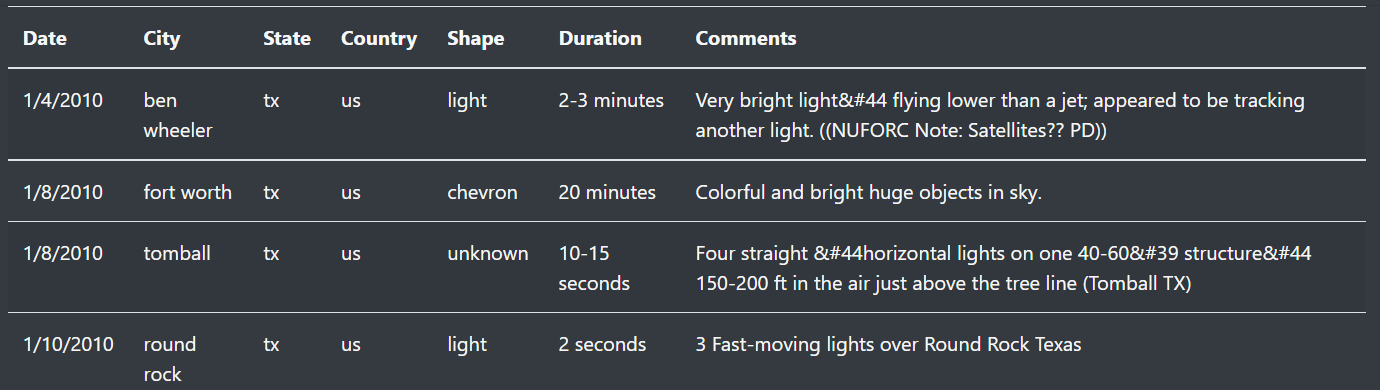 Date City State Country Shape Duration Comments
1/4/2010 ben tx us light 2-3 minutes Very bright light&#44 flying lower than a jet; appeared to be tracking
wheeler another light. ((NUFORC Note: Satellites?? PD))
1/8/2010 fort worth tx us chevron 20 minutes Colorful and bright huge objects in sky.
1/8/2010 tomball tx us unknown 10-15 Four straight &#44horizontal lights on one 40-60&#39 structure&#44
seconds 150-200 ft in the air just above the tree line (Tomball TX)
1/10/2010 round tx us light 2 seconds 3 Fast-moving lights over Round Rock Texas
rock